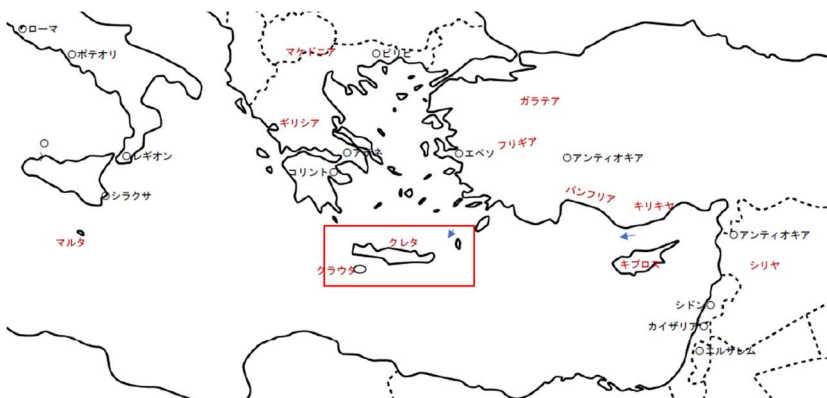 ローマ
ポテオリ
マケドニア
ピリピ
ガラテア
ギリシア
フリギア
レギオン
アテネ
エペソ
アンティオキア
コリント
シラクサ
パンフリア
キリキヤ
マルタ
クレタ
アンティオキア
クラウダ
キプロス
シリヤ
シドン
カイザリア
エルサレム